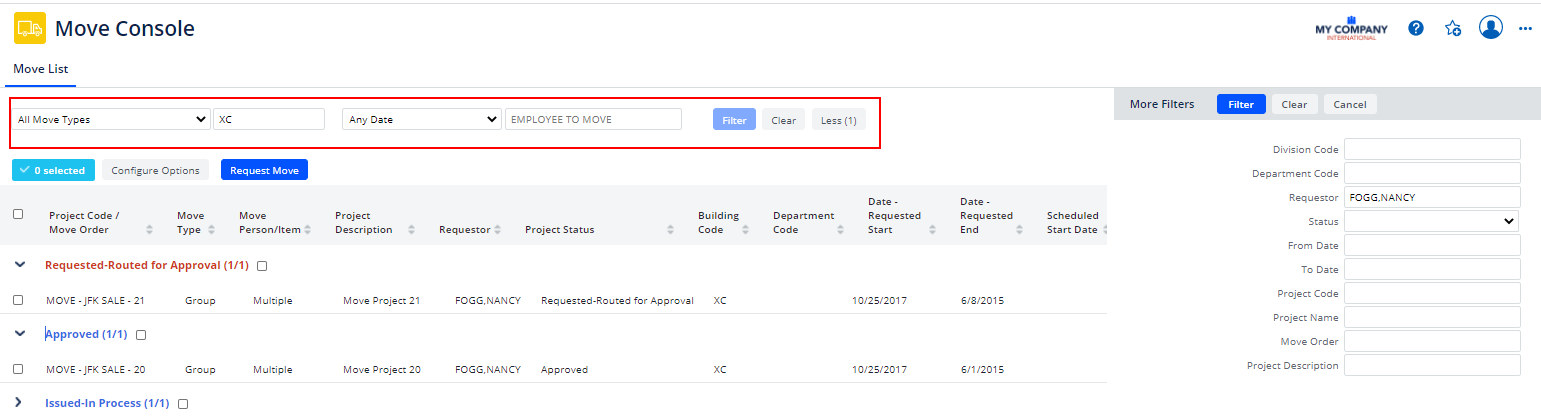 Move Console
MY COMPANY
INTERNATIONAL
?
...
Move List
All Move Types XC Any Date EMPLOYEE TO MOVE Filter Clear Less (1)
More Filters Filter Clear Cancel
0 selected Configure Options Request Move
Project Code /
Move Order
Move
Type
Move
Person/Item
Project
Description
Requestor
Project Status
Building
Code
Department
Code
Date -
Requested
Start
Date -
Requested
End
Scheduled
Start Date
Requested-Routed for Approval (1/1)
MOVE - JFK SALE - 21 Group Multiple Move Project 21 FOGG,NANCY Requested-Routed for Approval XC 10/25/2017 6/8/2015
Approved (1/1)
MOVE - JFK SALE - 20 Group Multiple Move Project 20 FOGG,NANCY Approved XC 10/25/2017 6/1/2015
Issued-In Process (1/1)
Division Code
Department Code
Requestor FOGG,NANCY
Status
From Date
To Date
Project Code
Project Name
Move Order
Project Description